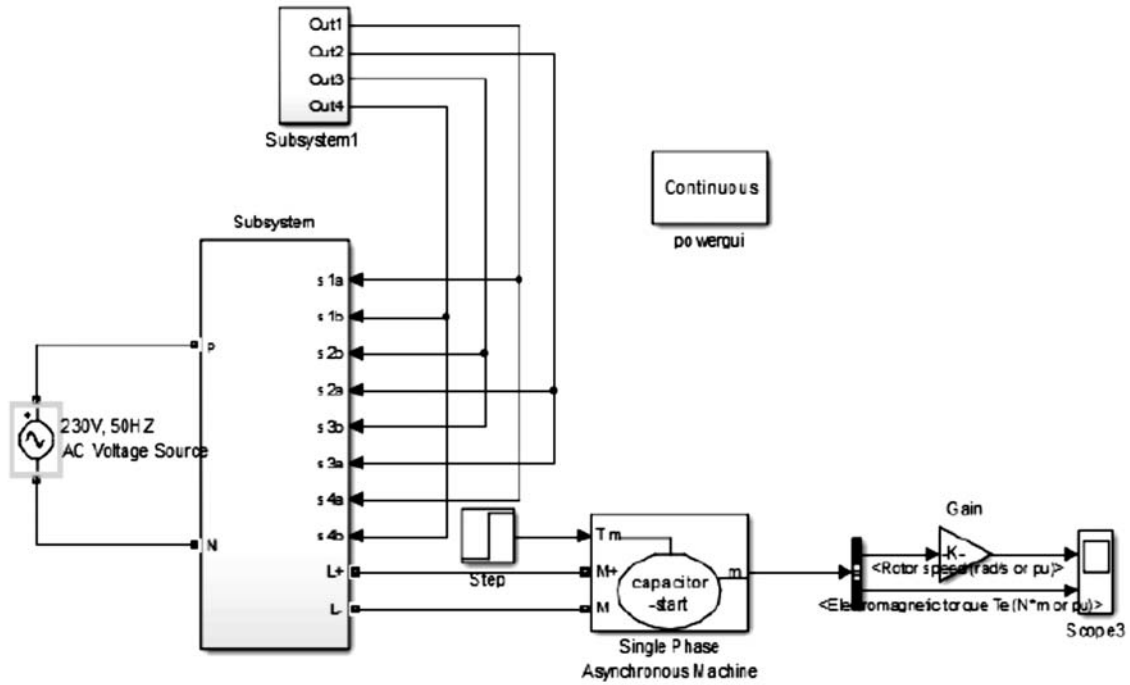 Out1
Out2
Out3
Out4
Subsystem1
Continuous
powergui
Subsystem
s1a
s1b
s2b
s2a
s3b
s3a
s4a
s4b
P
N
L+
L-
230V, 50HZ
AC Voltage Source
Step
Tm
M+
M
m
capacitor
-start
Single Phase
Asynchronous Machine
Gain
-K-
<Rotor speed (rad/s or pu)>
<Electromagnetic torque Te (N*m or pu)>
Scope3